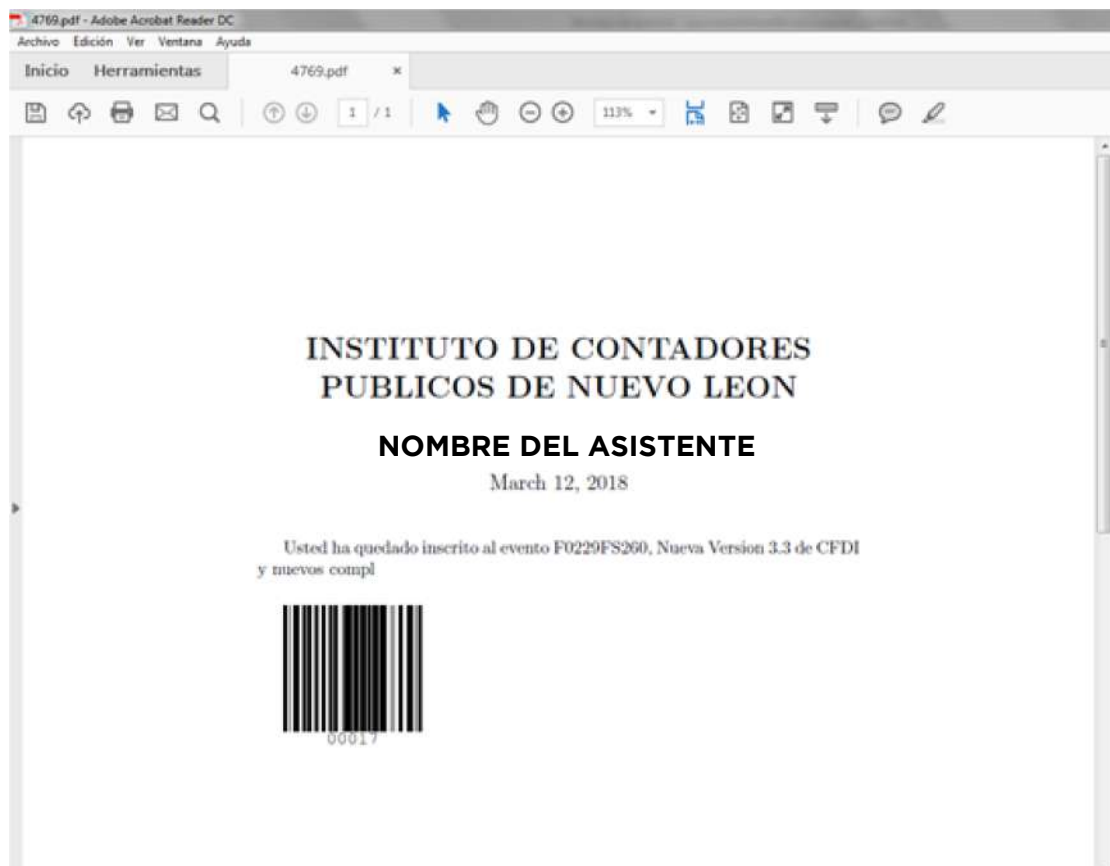 4769.pdf - Adobe Acrobat Reader DC
Archivo Edición Ver Ventana Ayuda
Inicio Herramientas 4769.pdf ×
1 / 1 113%
INSTITUTO DE CONTADORES
PUBLICOS DE NUEVO LEON
NOMBRE DEL ASISTENTE
March 12, 2018
Usted ha quedado inscrito al evento F0229FS260, Nueva Version 3.3 de CFDI
y nuevos compl
00017